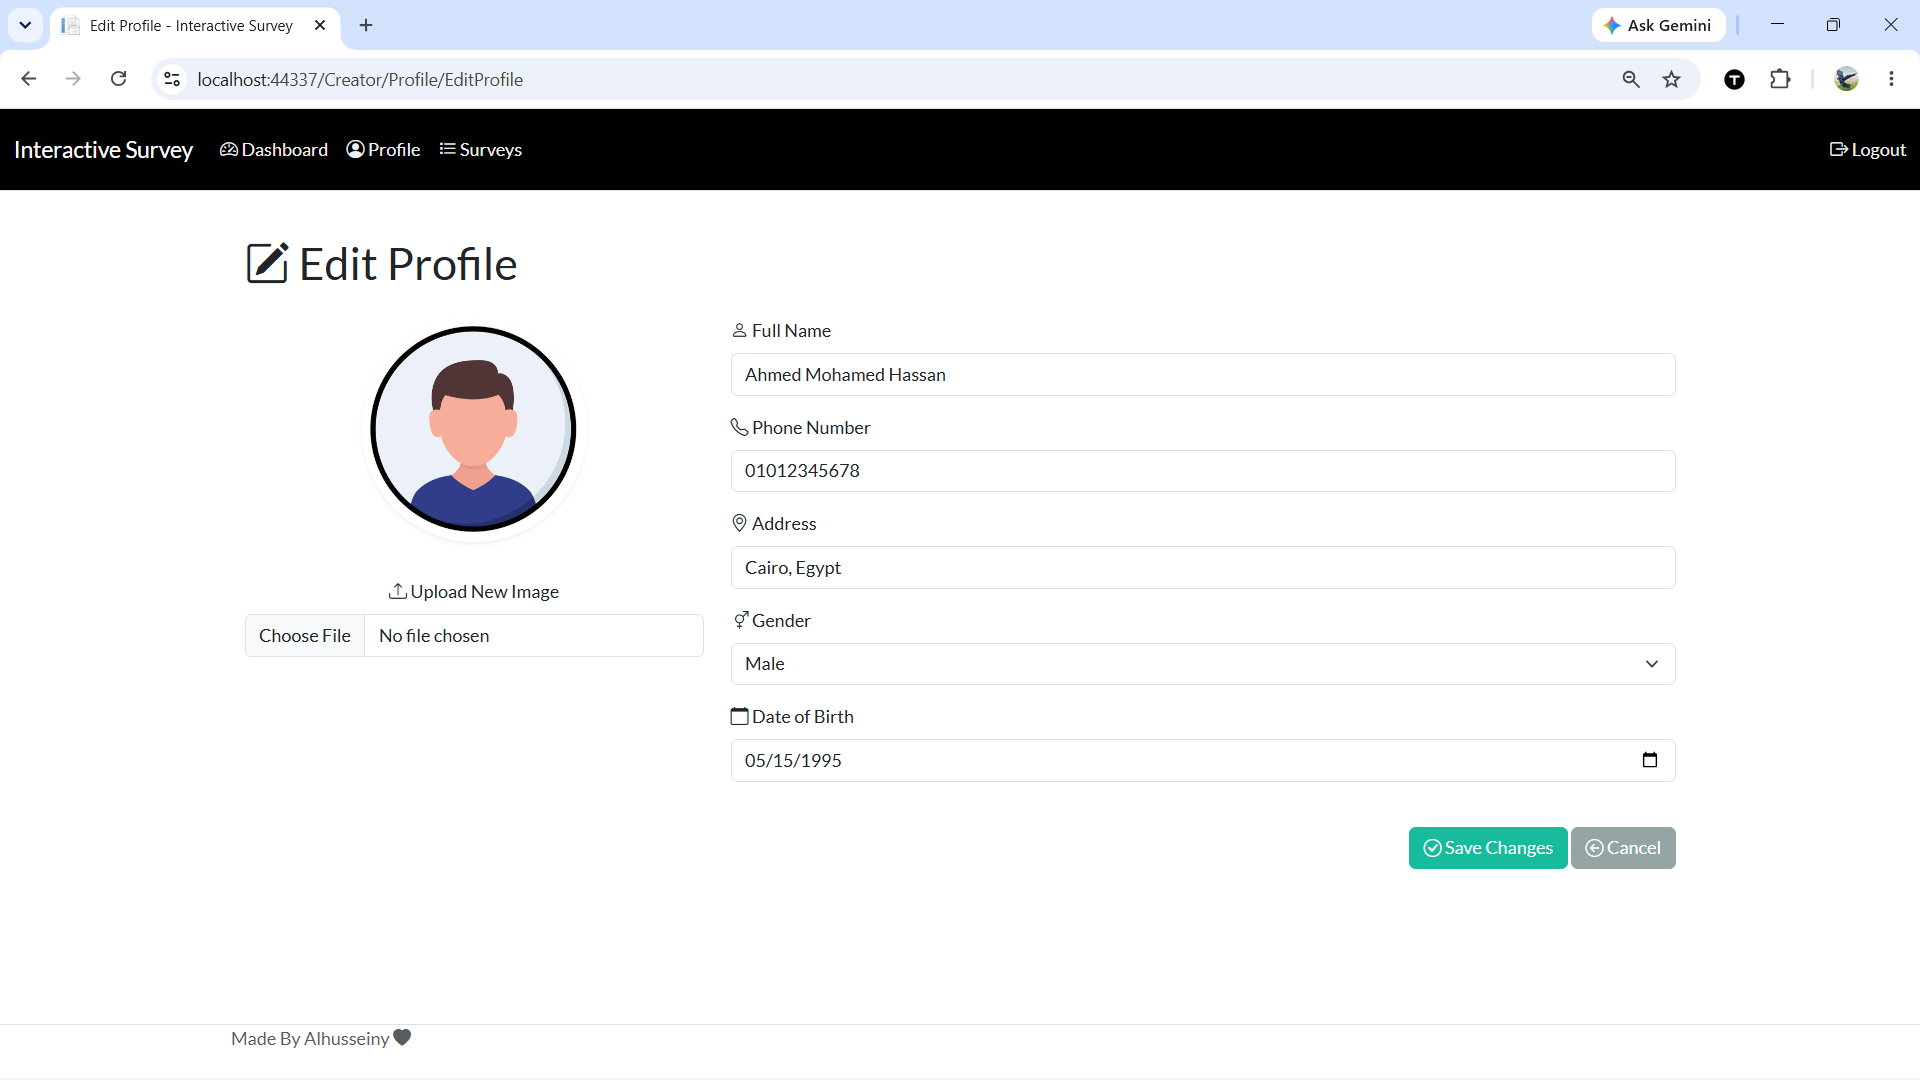 Edit Profile - Interactive Survey
Ask Gemini
localhost:44337/Creator/Profile/EditProfile
T
Interactive Survey Dashboard Profile Surveys Logout
Edit Profile
Full Name
Ahmed Mohamed Hassan
Phone Number
01012345678
Address
Cairo, Egypt
Upload New Image
Choose File No file chosen
Gender
Male
Date of Birth
05/15/1995
Save Changes Cancel
Made By Alhusseiny